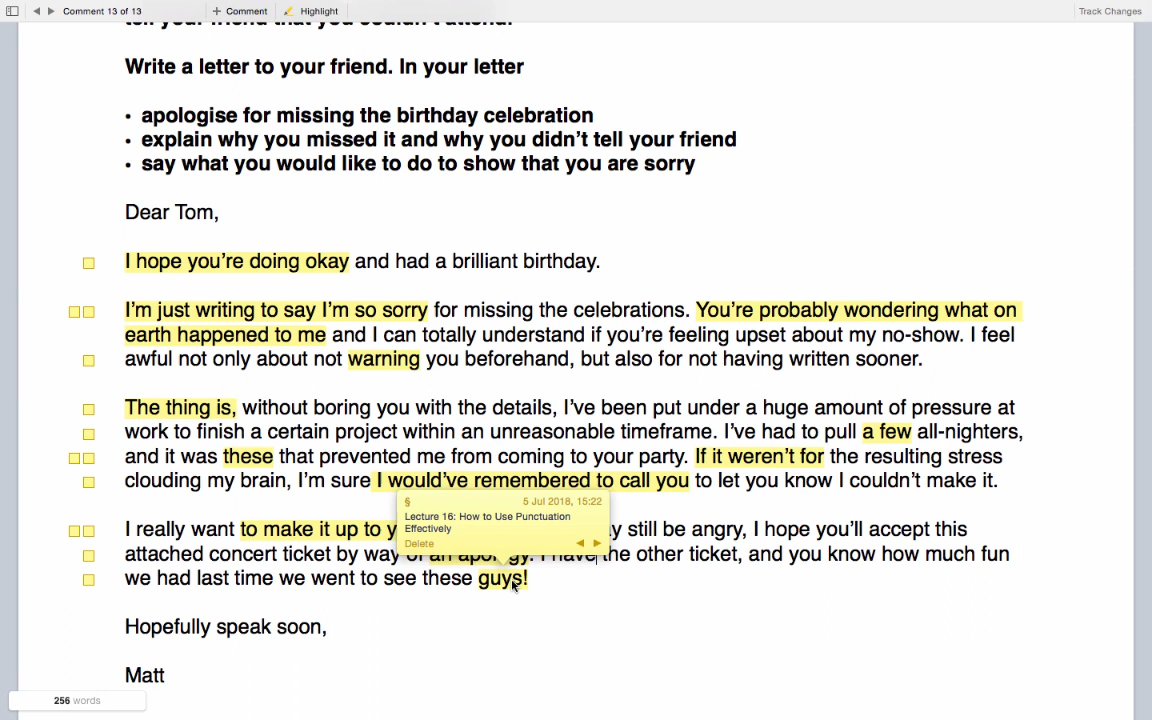 Comment 13 of 13
Comment
Highlight
Track Changes
tell your friend that you couldn't attend.
Write a letter to your friend. In your letter
• apologise for missing the birthday celebration
• explain why you missed it and why you didn't tell your friend
• say what you would like to do to show that you are sorry
Dear Tom,
I hope you're doing okay and had a brilliant birthday.
I'm just writing to say I'm so sorry for missing the celebrations. You're probably wondering what on
earth happened to me and I can totally understand if you're feeling upset about my no-show. I feel
awful not only about not warning you beforehand, but also for not having written sooner.
The thing is, without boring you with the details, I've been put under a huge amount of pressure at
work to finish a certain project within an unreasonable timeframe. I've had to pull a few all-nighters,
and it was these that prevented me from coming to your party. If it weren't for the resulting stress
clouding my brain, I'm sure I would've remembered to call you to let you know I couldn't make it.
§ 5 Jul 2018, 15:22
Lecture 16: How to Use Punctuation
Effectively
Delete
I really want to make it up to still be angry, I hope you'll accept this
attached concert ticket by way of an apology. I have the other ticket, and you know how much fun
we had last time we went to see these guys!
Hopefully speak soon,
Matt
256 words